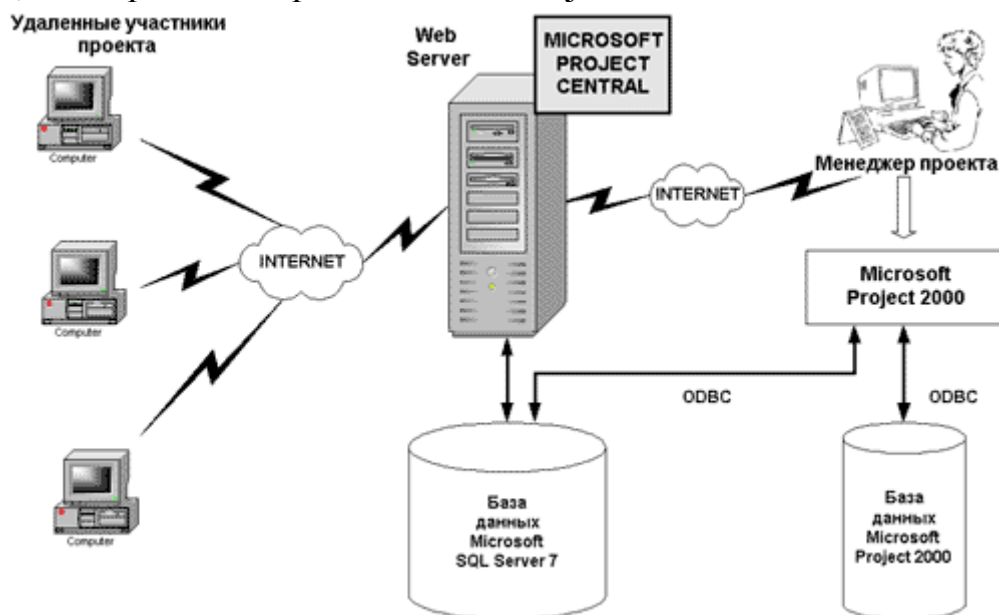 Удаленные участники
проекта
Computer
Computer
Computer
INTERNET
Web
Server
MICROSOFT
PROJECT
CENTRAL
INTERNET
Менеджер проекта
Microsoft
Project 2000
ODBC
ODBC
База
данных
Microsoft
SQL Server 7
База
данных
Microsoft
Project 2000